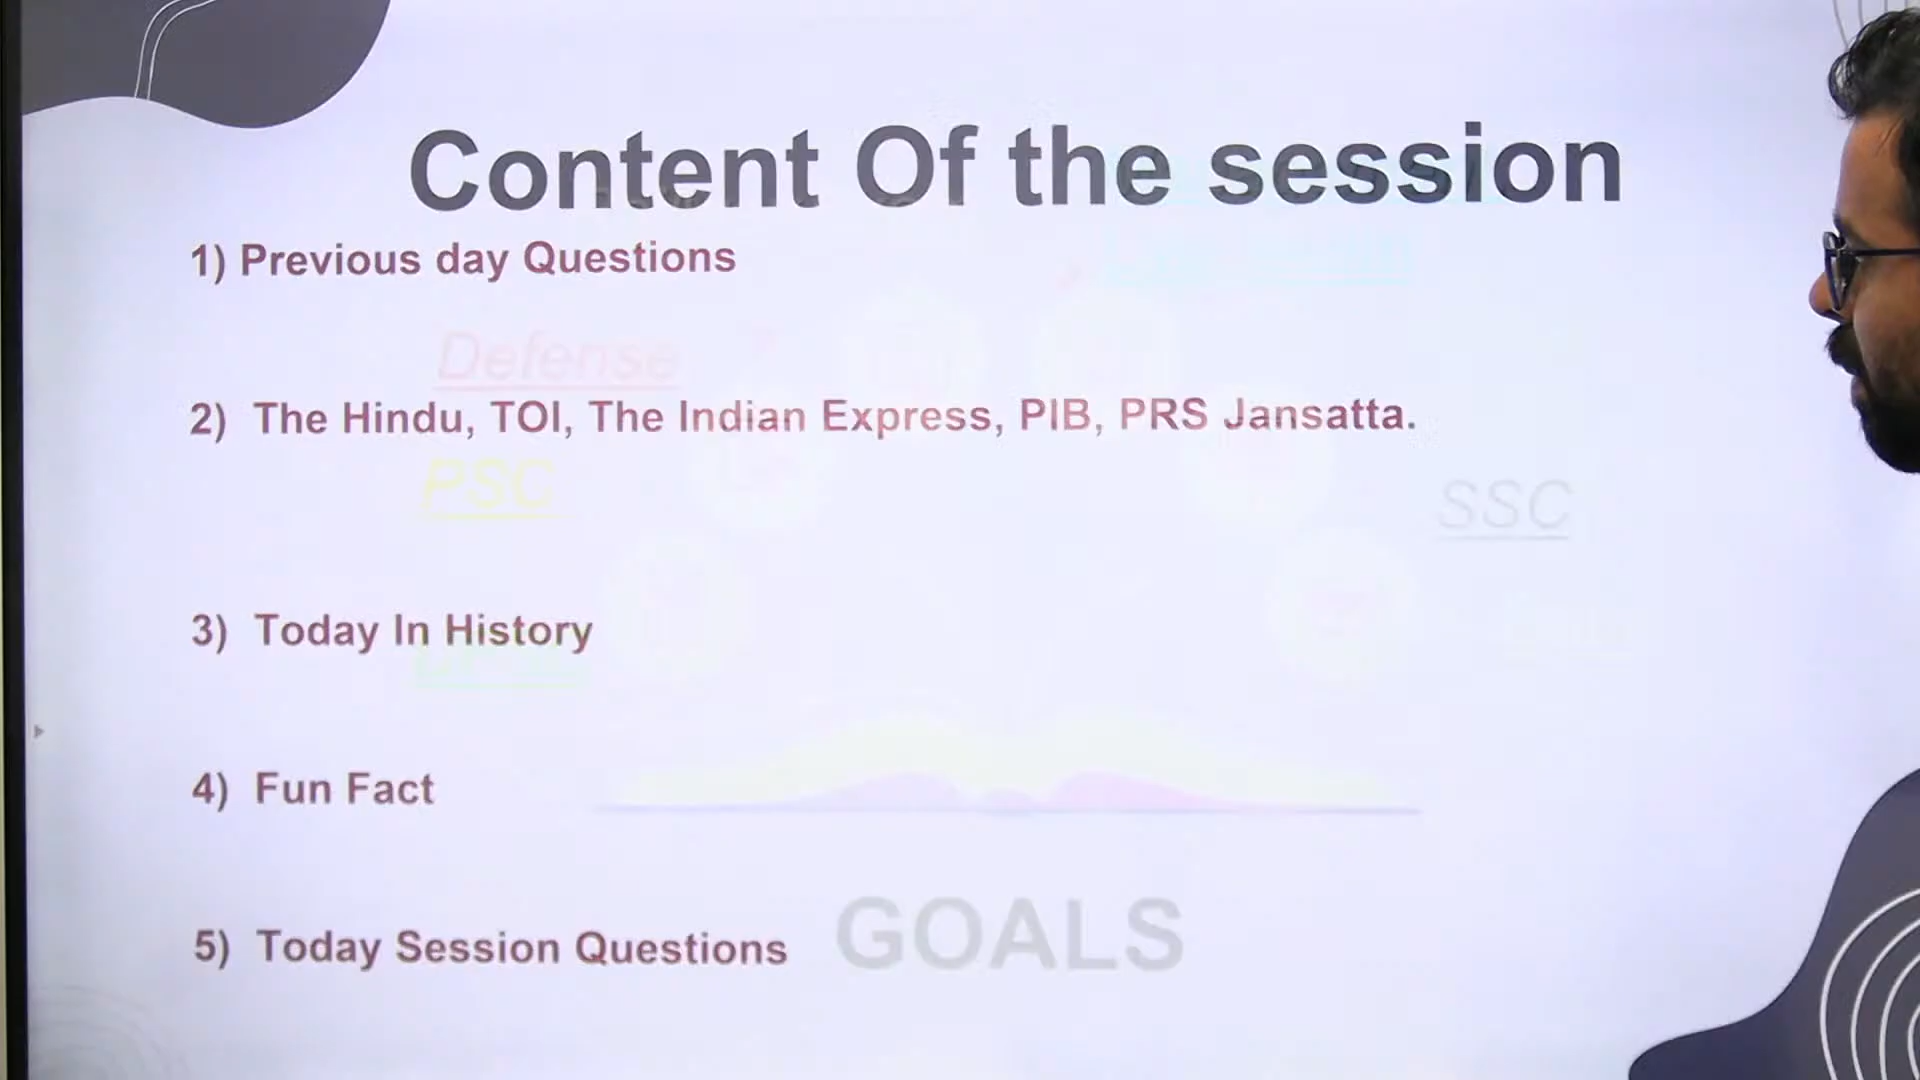 Content Of the session
1) Previous day Questions
Defense
2) The Hindu, TOI, The Indian Express, PIB, PRS Jansatta.
PSC
SSC
3) Today In History
4) Fun Fact
GOALS
5) Today Session Questions